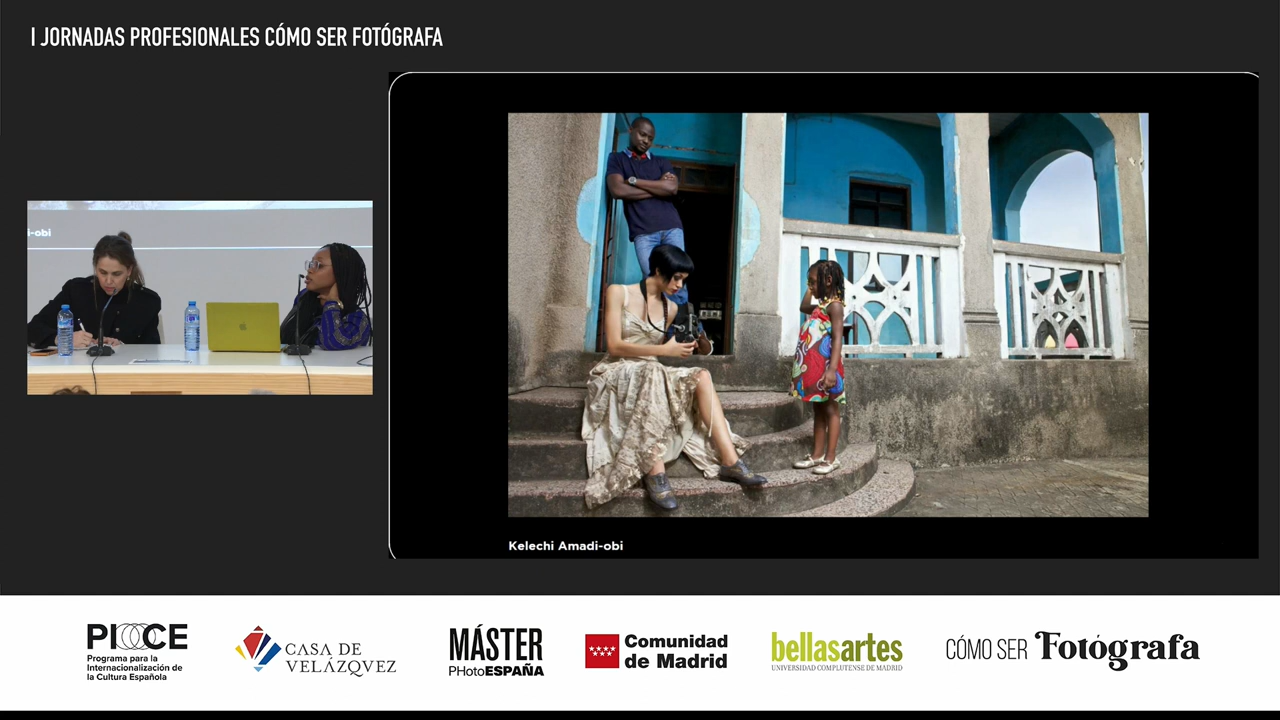 I JORNADAS PROFESIONALES CÓMO SER FOTÓGRAFA
i-obi
Kelechi Amadi-obi
PICE
Programa para la
Internacionalización de
la Cultura Española
CASA DE
VELÁZQVEZ
MÁSTER
PHotoESPAÑA
Comunidad
de Madrid
bellasartes
UNIVERSIDAD COMPLUTENSE DE MADRID
CÓMO SER Fotógrafa